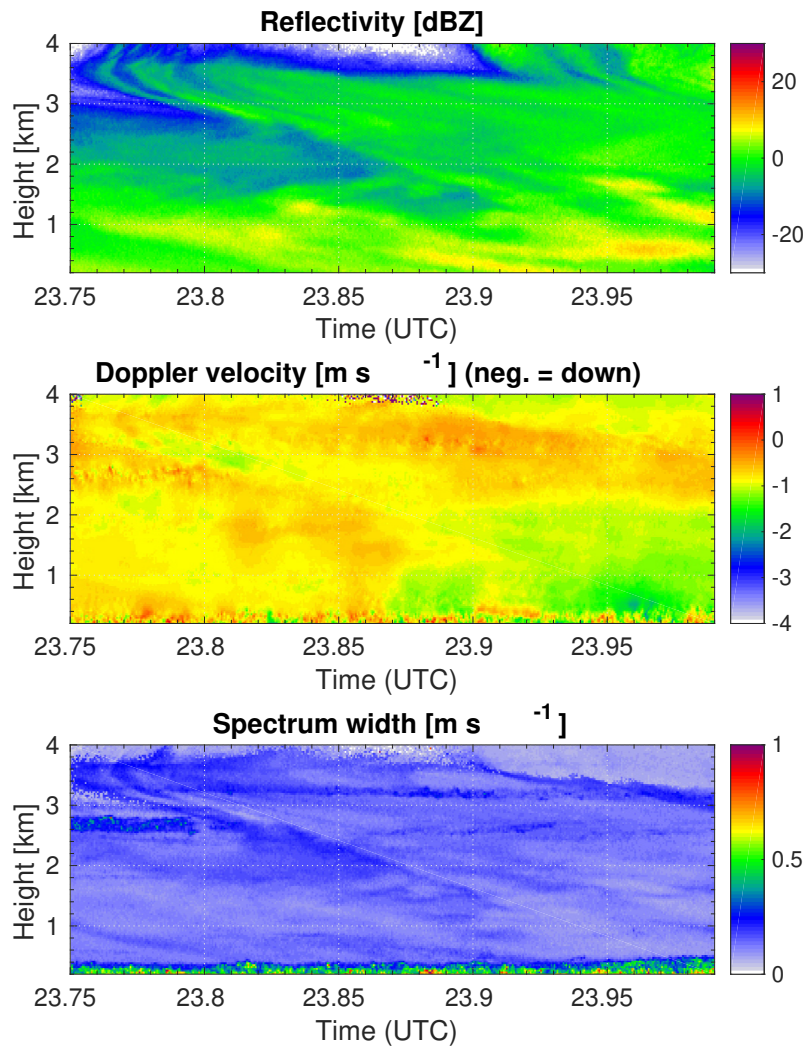 Reflectivity [dBZ]
4
3
2
1
Height [km]
23.75 23.8 23.85 23.9 23.95
Time (UTC)
20
0
-20
Doppler velocity [m s -1 ] (neg. = down)
4
3
2
1
Height [km]
23.75 23.8 23.85 23.9 23.95
Time (UTC)
1
0
-1
-2
-3
-4
Spectrum width [m s -1 ]
4
3
2
1
Height [km]
23.75 23.8 23.85 23.9 23.95
Time (UTC)
1
0.5
0